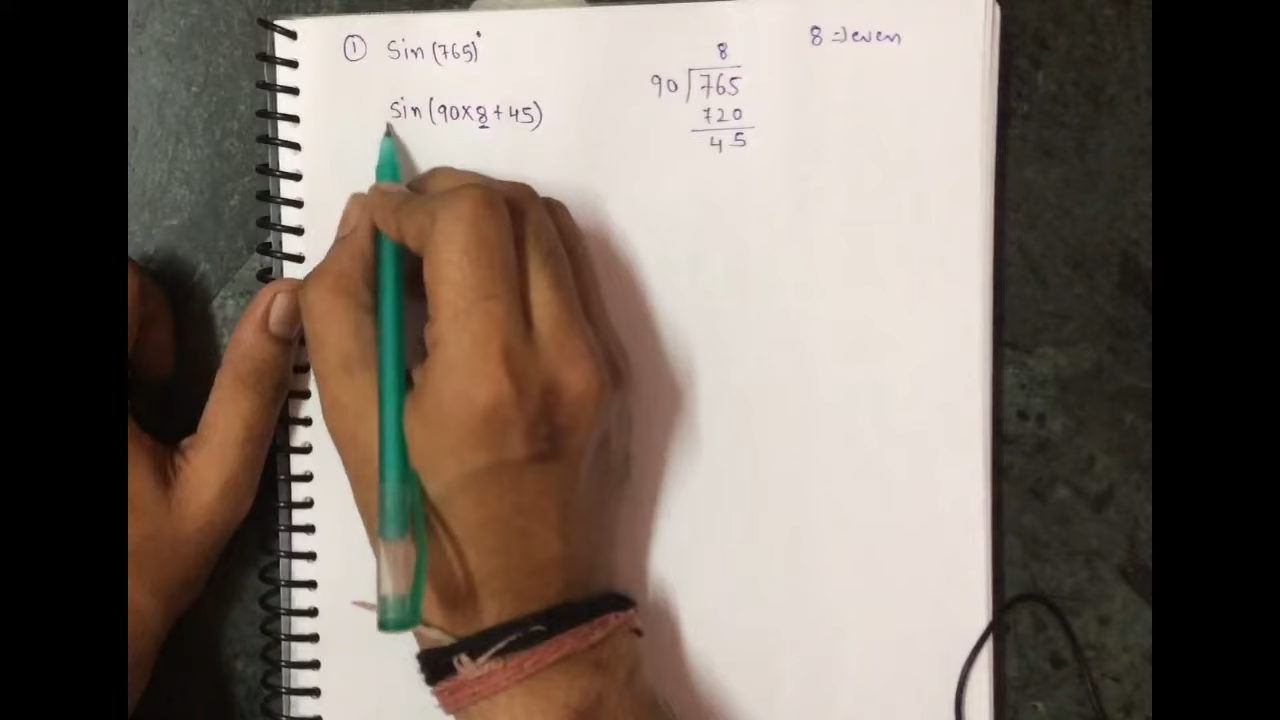 ① Sin (765)°
Sin (90×8+45)
8
90 765
720
45
8 ⇒ even